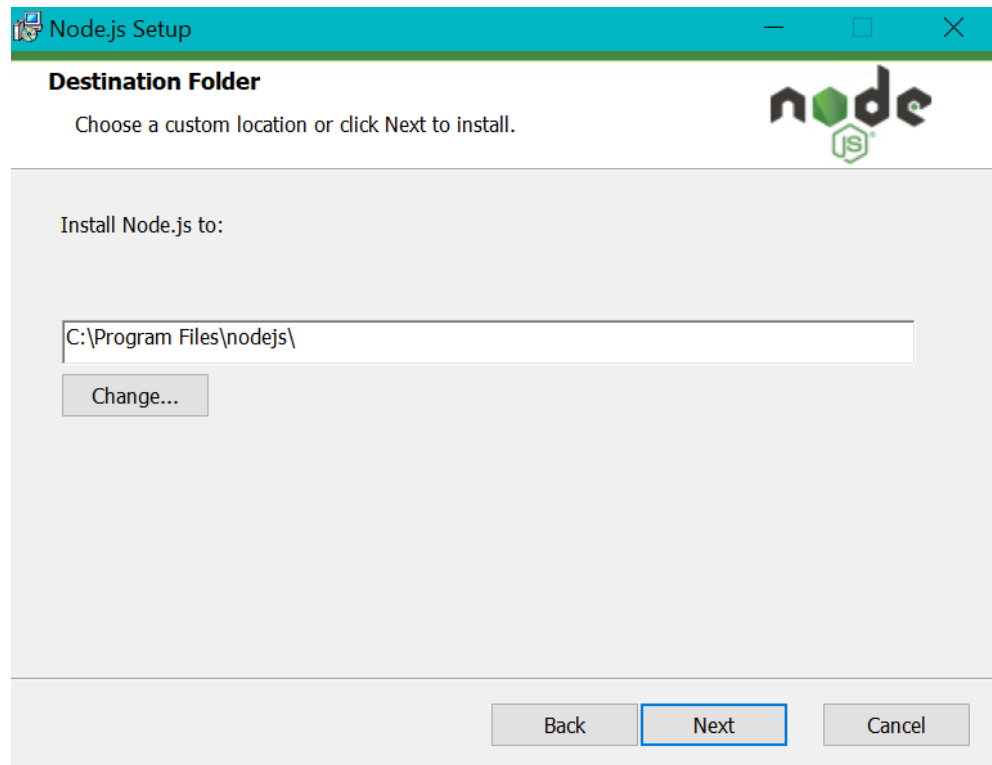 Node.js Setup
Destination Folder
Choose a custom location or click Next to install.
node
JS
Install Node.js to:
C:\Program Files\nodejs\
Change...
Back Next Cancel